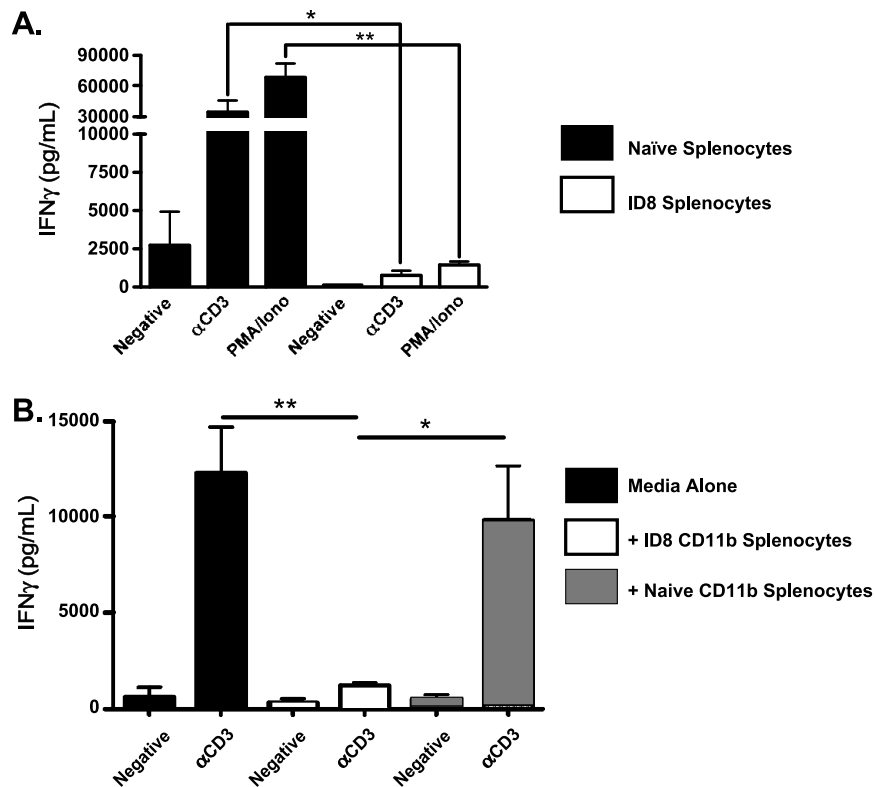 A.
*
**
90000
60000
30000
10000
7500
5000
2500
0
IFNγ (pg/mL)
Negative
αCD3
PMA/Iono
Negative
αCD3
PMA/Iono
Naïve Splenocytes
ID8 Splenocytes
B.
**
*
15000
10000
5000
0
IFNγ (pg/mL)
Negative
αCD3
Negative
αCD3
Negative
αCD3
Media Alone
+ ID8 CD11b Splenocytes
+ Naive CD11b Splenocytes